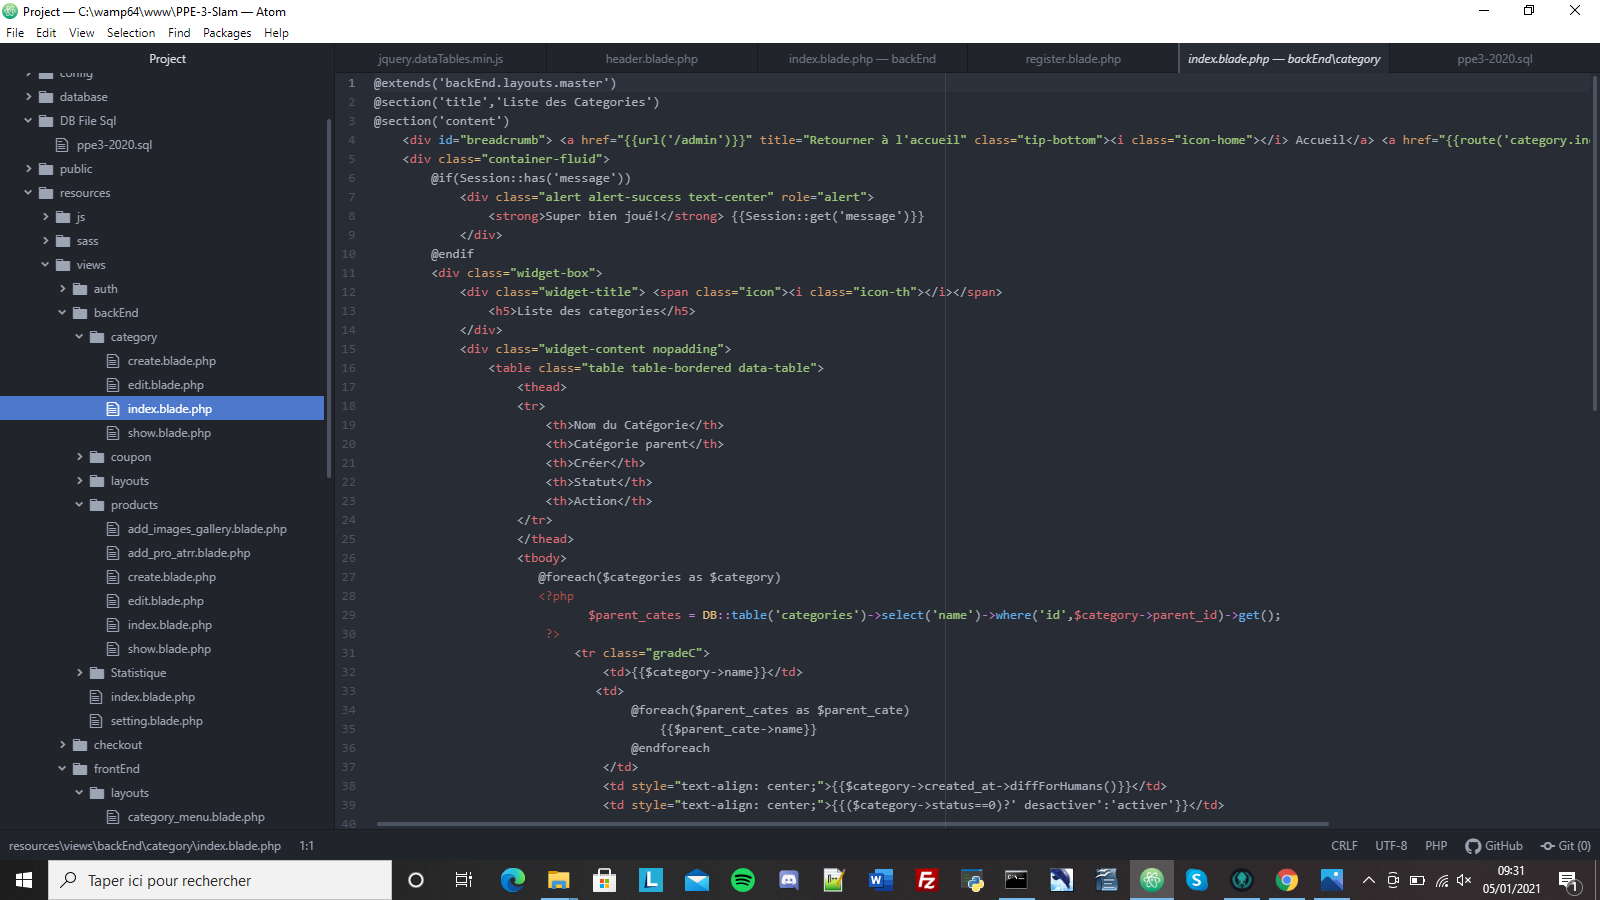 Project — C:\wamp64\www\PPE-3-Slam — Atom
File Edit View Selection Find Packages Help
Project
config
database
DB File Sql
ppe3-2020.sql
public
resources
js
sass
views
auth
backEnd
category
create.blade.php
edit.blade.php
index.blade.php
show.blade.php
coupon
layouts
products
add_images_gallery.blade.php
add_pro_atrr.blade.php
create.blade.php
edit.blade.php
index.blade.php
show.blade.php
Statistique
index.blade.php
setting.blade.php
checkout
frontEnd
layouts
category_menu.blade.php
jquery.dataTables.min.js header.blade.php index.blade.php — backEnd register.blade.php index.blade.php — backEnd\category ppe3-2020.sql
1 @extends('backEnd.layouts.master')
2 @section('title','Liste des Categories')
3 @section('content')
4 <div id="breadcrumb"> <a href="{{url('/admin')}}" title="Retourner à l'accueil" class="tip-bottom"><i class="icon-home"></i> Accueil</a> <a href="{{route('category.in
5 <div class="container-fluid">
6 @if(Session::has('message'))
7 <div class="alert alert-success text-center" role="alert">
8 <strong>Super bien joué!</strong> {{Session::get('message')}}
9 </div>
10 @endif
11 <div class="widget-box">
12 <div class="widget-title"> <span class="icon"><i class="icon-th"></i></span>
13 <h5>Liste des categories</h5>
14 </div>
15 <div class="widget-content nopadding">
16 <table class="table table-bordered data-table">
17 <thead>
18 <tr>
19 <th>Nom du Catégorie</th>
20 <th>Catégorie parent</th>
21 <th>Créer</th>
22 <th>Statut</th>
23 <th>Action</th>
24 </tr>
25 </thead>
26 <tbody>
27 @foreach($categories as $category)
28 <?php
29 $parent_cates = DB::table('categories')->select('name')->where('id',$category->parent_id)->get();
30 ?>
31 <tr class="gradeC">
32 <td>{{$category->name}}</td>
33 <td>
34 @foreach($parent_cates as $parent_cate)
35 {{$parent_cate->name}}
36 @endforeach
37 </td>
38 <td style="text-align: center;">{{$category->created_at->diffForHumans()}}</td>
39 <td style="text-align: center;">{{($category->status==0)?' desactiver':'activer'}}</td>
40
resources\views\backEnd\category\index.blade.php 1:1 CRLF UTF-8 PHP GitHub Git (0)
Taper ici pour rechercher
09:31
05/01/2021
1